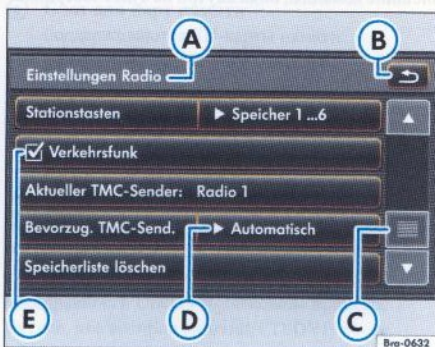 A
B
Einstellungen Radio
Stationstasten ▶ Speicher 1 ...6
Verkehrsfunk
Aktueller TMC-Sender: Radio 1
Bevorzug. TMC-Send. ▶ Automatisch
Speicherliste löschen
E
D
C
Bra-0632